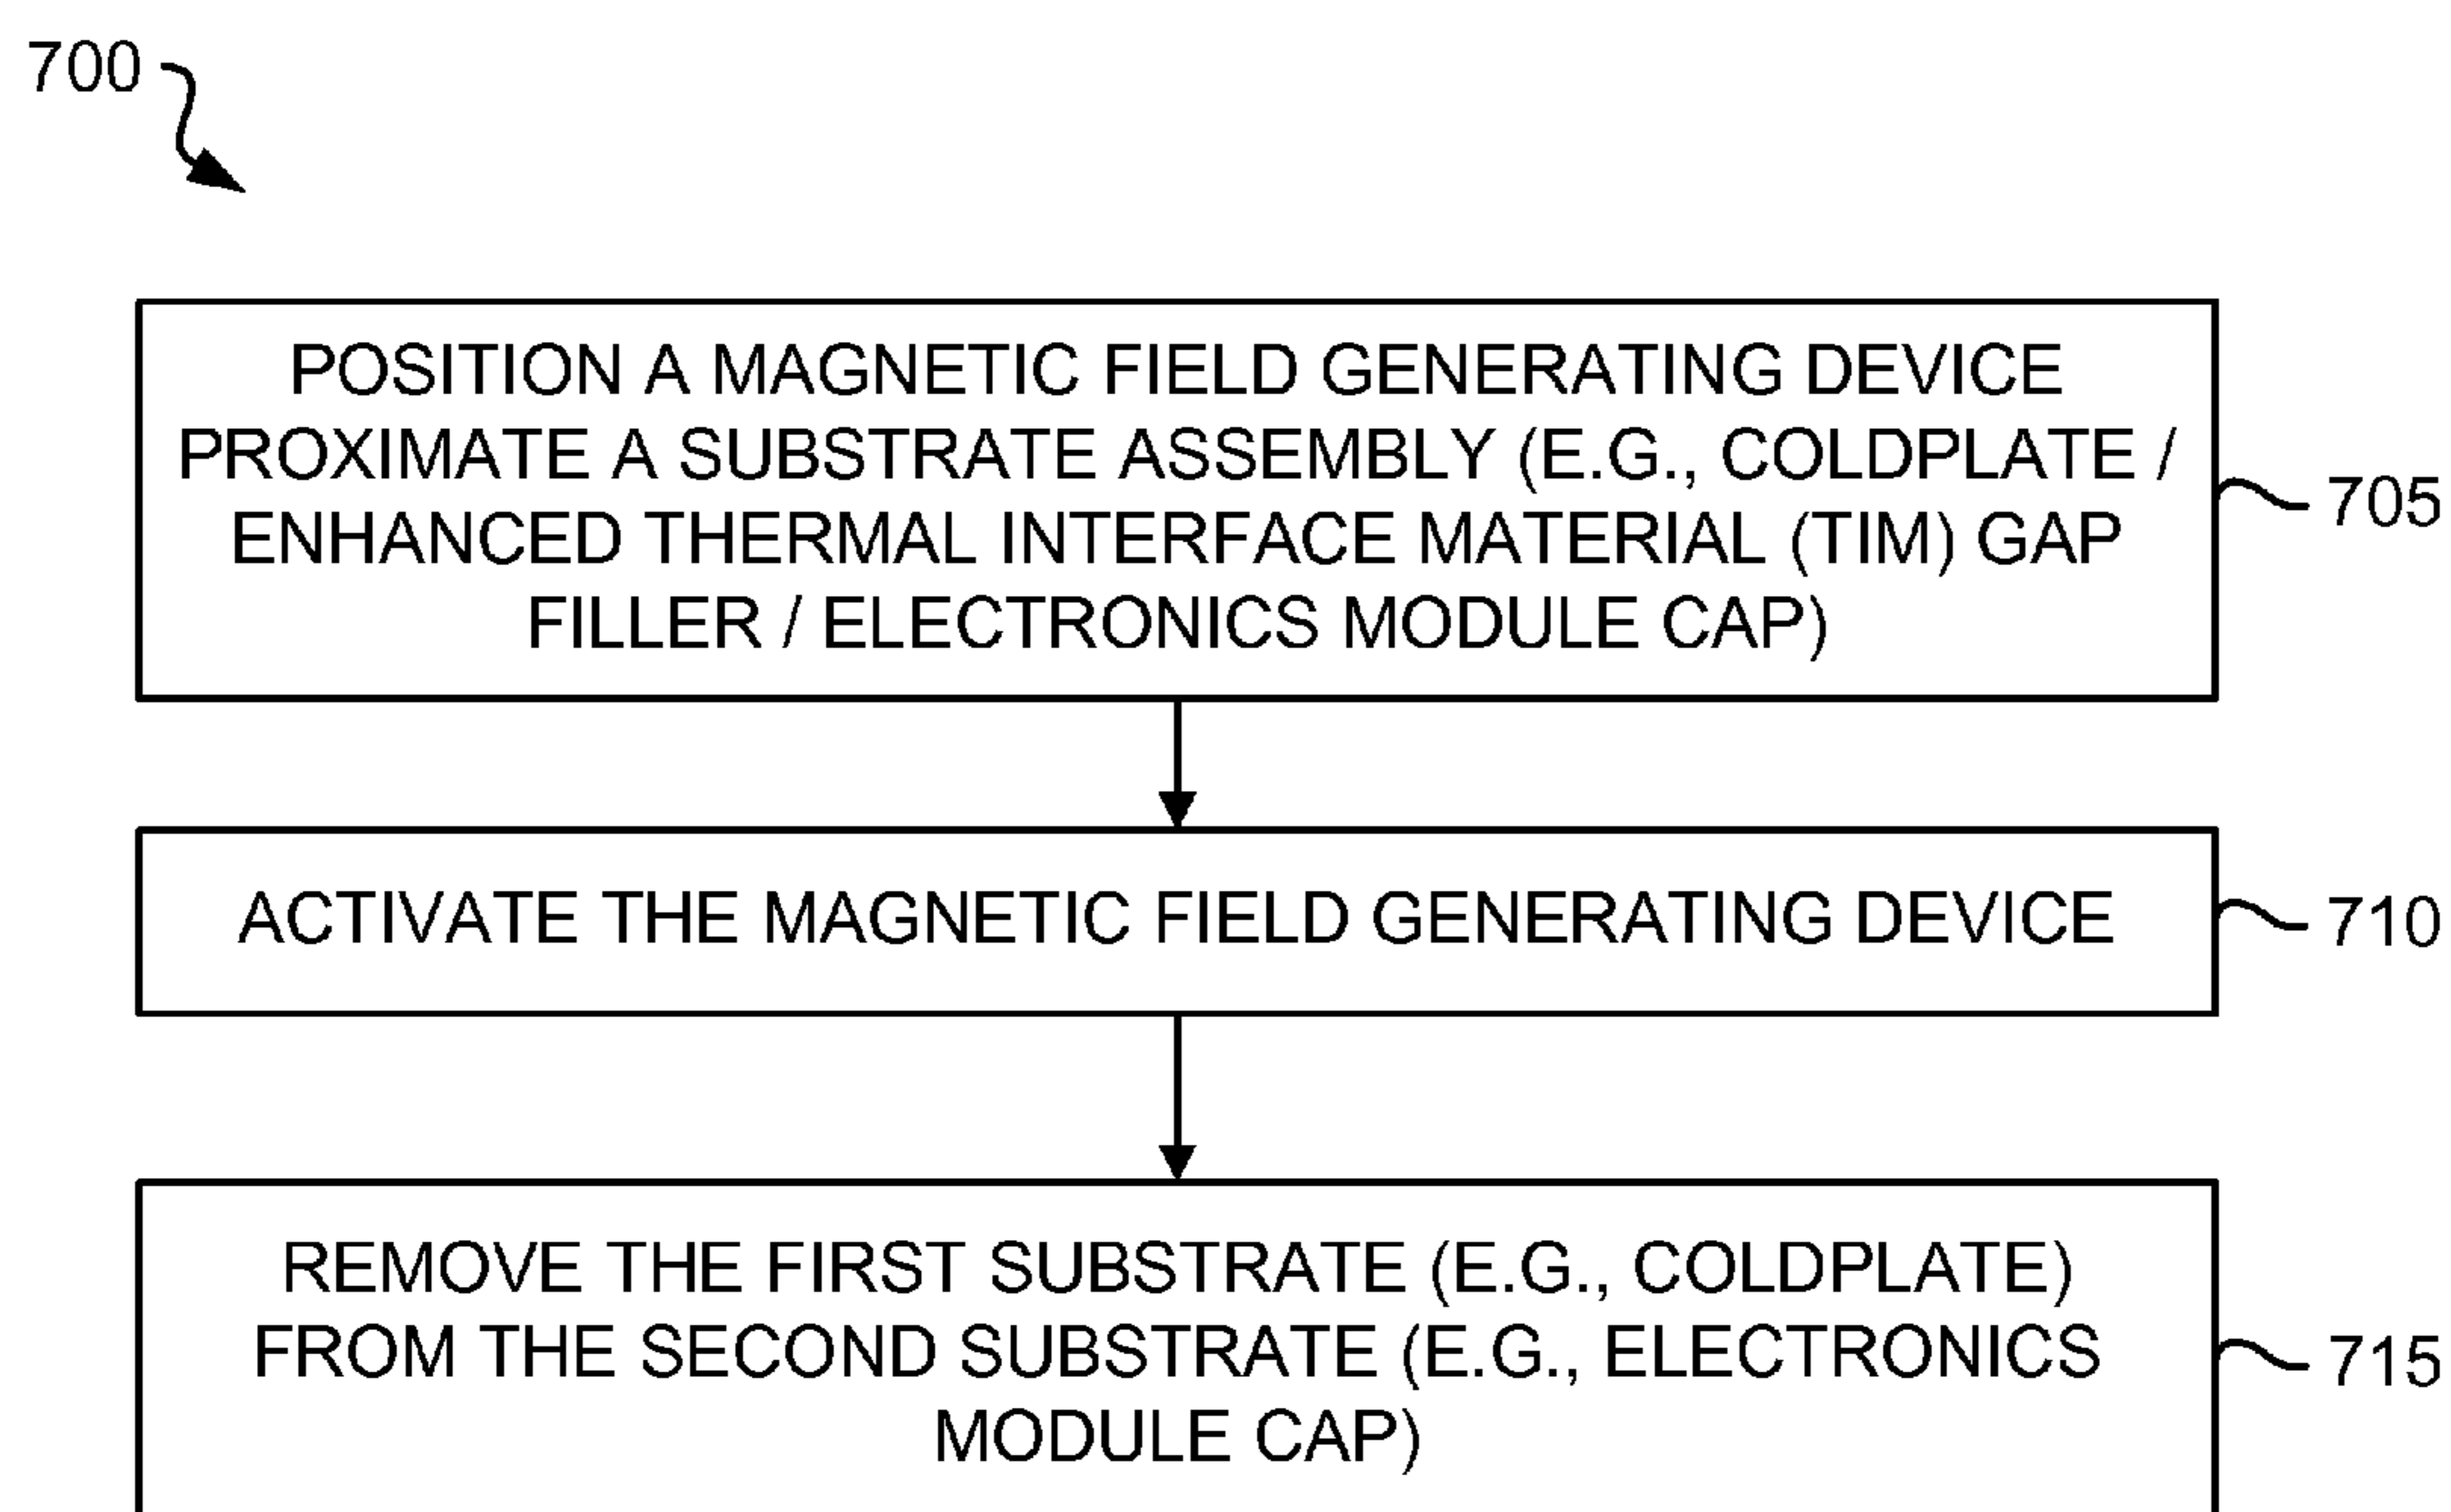 700
POSITION A MAGNETIC FIELD GENERATING DEVICE
PROXIMATE A SUBSTRATE ASSEMBLY (E.G., COLDPLATE /
ENHANCED THERMAL INTERFACE MATERIAL (TIM) GAP
FILLER / ELECTRONICS MODULE CAP)
705
ACTIVATE THE MAGNETIC FIELD GENERATING DEVICE
710
REMOVE THE FIRST SUBSTRATE (E.G., COLDPLATE)
FROM THE SECOND SUBSTRATE (E.G., ELECTRONICS
MODULE CAP)
715